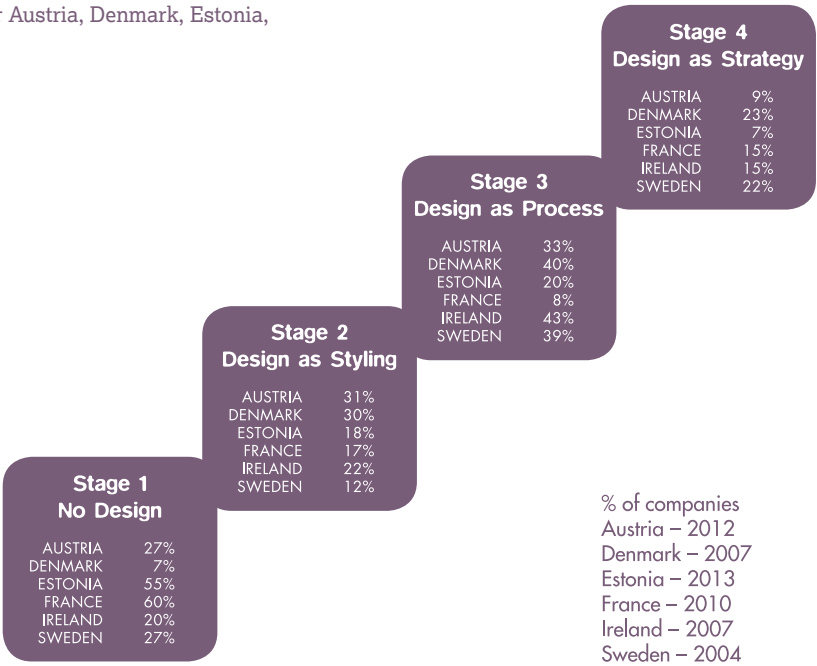 r Austria, Denmark, Estonia,
Stage 4
Design as Strategy
AUSTRIA 9%
DENMARK 23%
ESTONIA 7%
FRANCE 15%
IRELAND 15%
SWEDEN 22%
Stage 3
Design as Process
AUSTRIA 33%
DENMARK 40%
ESTONIA 20%
FRANCE 8%
IRELAND 43%
SWEDEN 39%
Stage 2
Design as Styling
AUSTRIA 31%
DENMARK 30%
ESTONIA 18%
FRANCE 17%
IRELAND 22%
SWEDEN 12%
Stage 1
No Design
AUSTRIA 27%
DENMARK 7%
ESTONIA 55%
FRANCE 60%
IRELAND 20%
SWEDEN 27%
% of companies
Austria – 2012
Denmark – 2007
Estonia – 2013
France – 2010
Ireland – 2007
Sweden – 2004